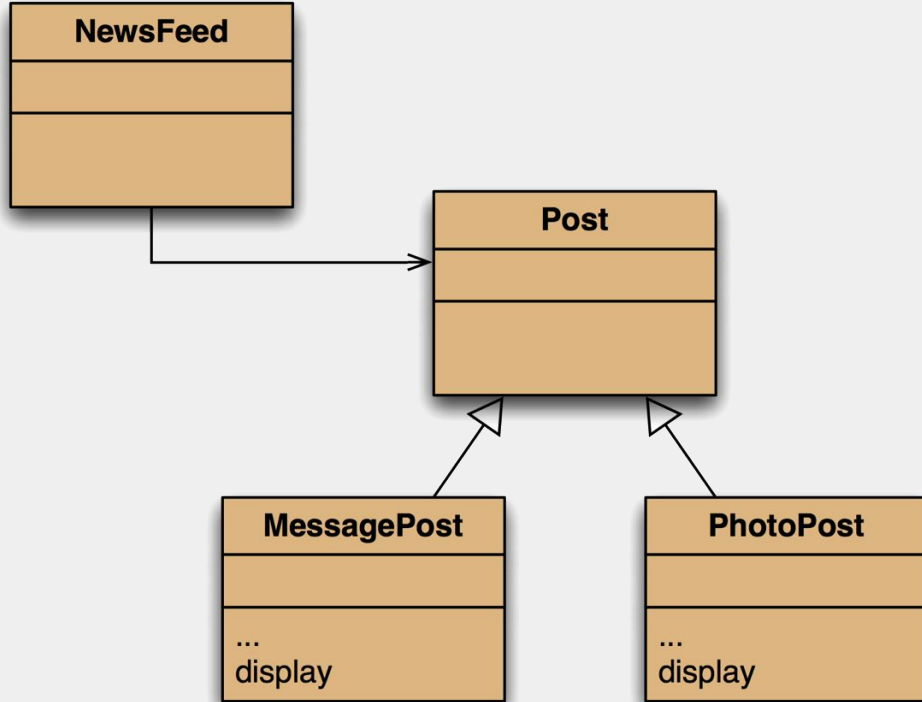 NewsFeed
Post
MessagePost
...
display
PhotoPost
...
display